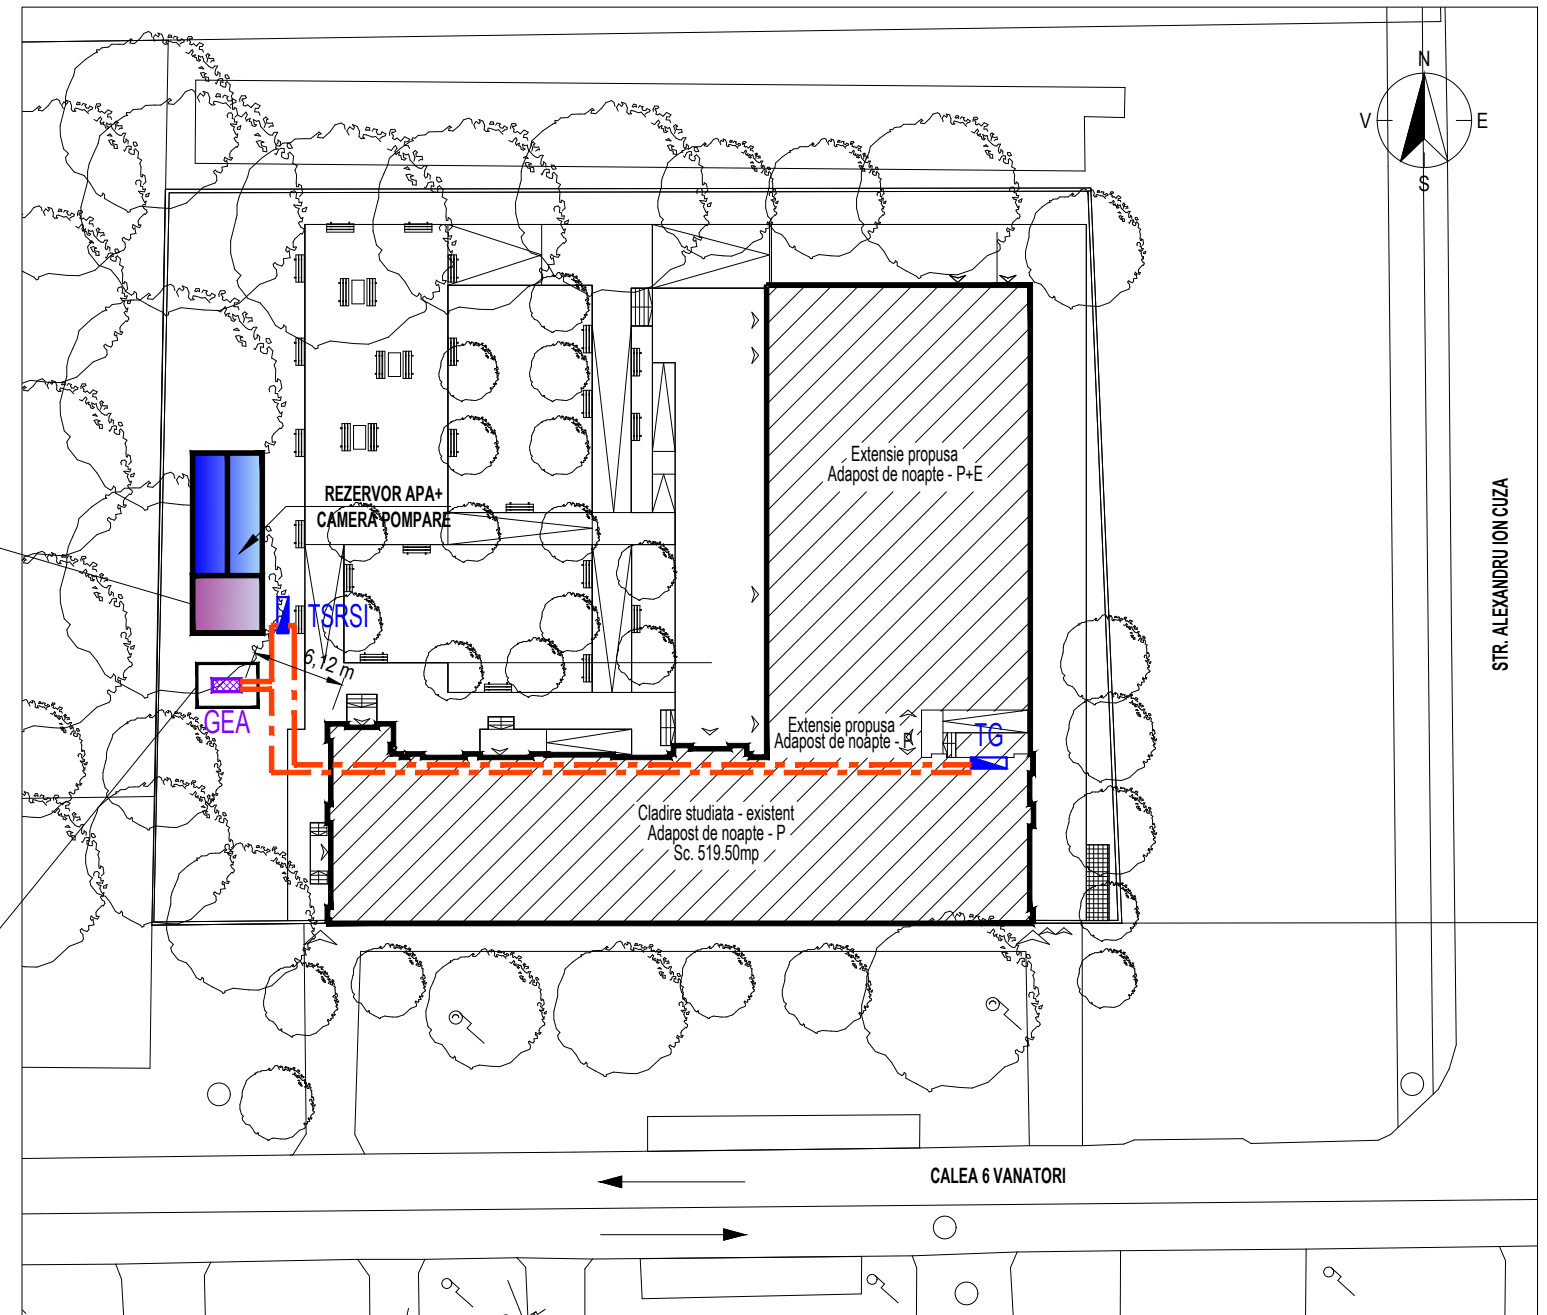 N
V
E
S
Extensie propusa
Adapost de noapte - P+E
REZERVOR APA+
CAMERA POMPARE
STR. ALEXANDRU ION CUZA
TSRSI
6,12 m
GEA
Extensie propusa
Adapost de noapte - P
TG
Cladire studiata - existent
Adapost de noapte - P
Sc. 519.50mp
CALEA 6 VANATORI